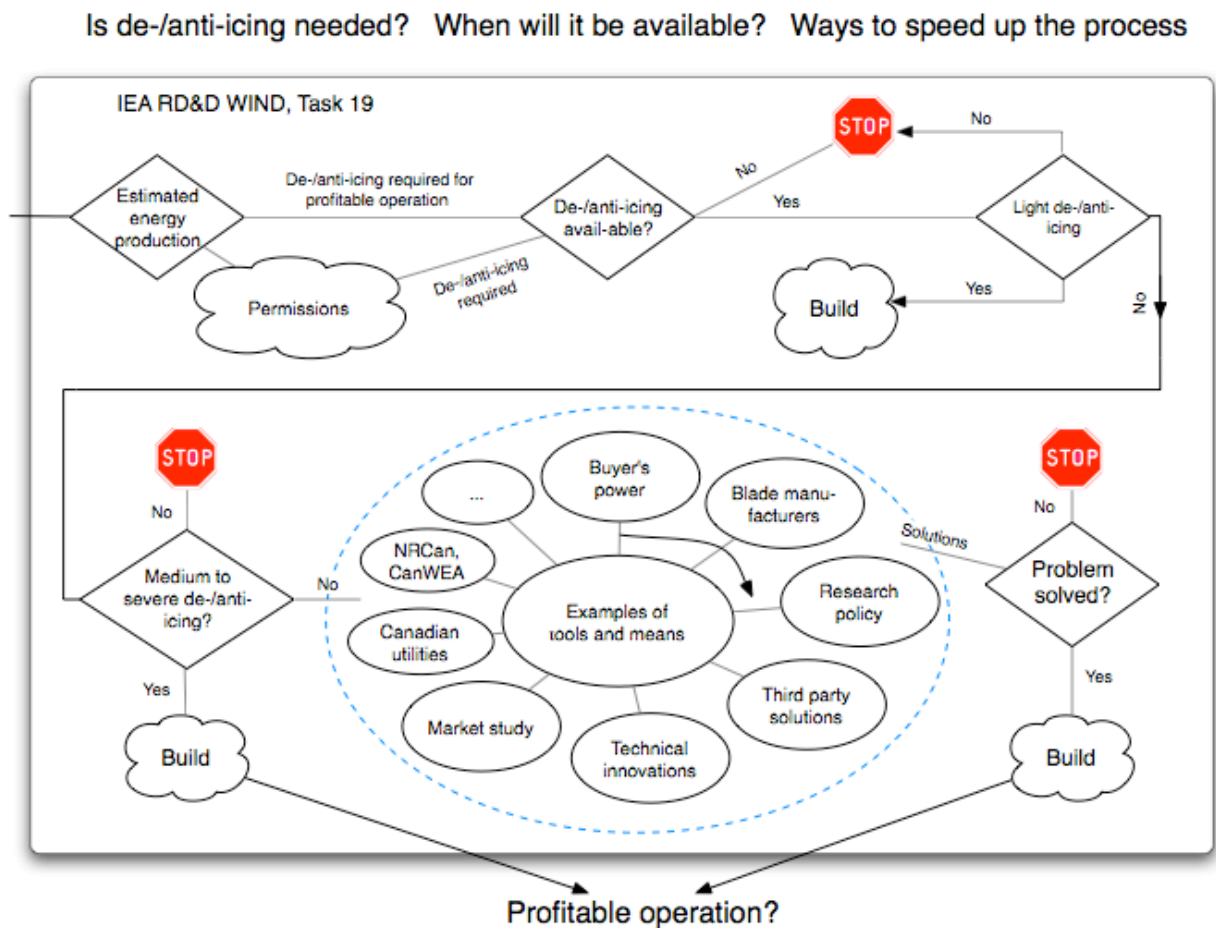 Is de-/anti-icing needed? When will it be available? Ways to speed up the process
IEA RD&D WIND, Task 19
STOP
No
No
De-/anti-icing required for
profitable operation
Estimated
energy
production
De-/anti-icing
avail-able?
Yes
Light de-/anti-
icing
De-/anti-icing
required
Permissions
Yes
Build
No
STOP
No
Medium to
severe de-/anti-
icing?
No
Yes
Build
...
Buyer's
power
Blade manu-
facturers
NRCan,
CanWEA
Examples of
tools and means
Research
policy
Canadian
utilities
Market study
Technical
innovations
Third party
solutions
Solutions
STOP
No
Problem
solved?
Yes
Build
Profitable operation?